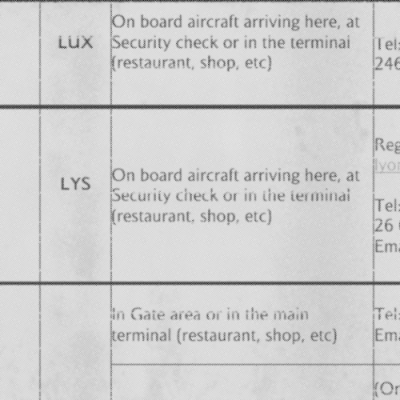 LUX
On board aircraft arriving here, at
Security check or in the terminal
(restaurant, shop, etc)
Tel:
246
LYS
On board aircraft arriving here, at
Security check or in the terminal
(restaurant, shop, etc)
Reg
lyon
Tel:
26
Ema
In Gate area or in the main
terminal (restaurant, shop, etc)
Tel:
Ema
(Or